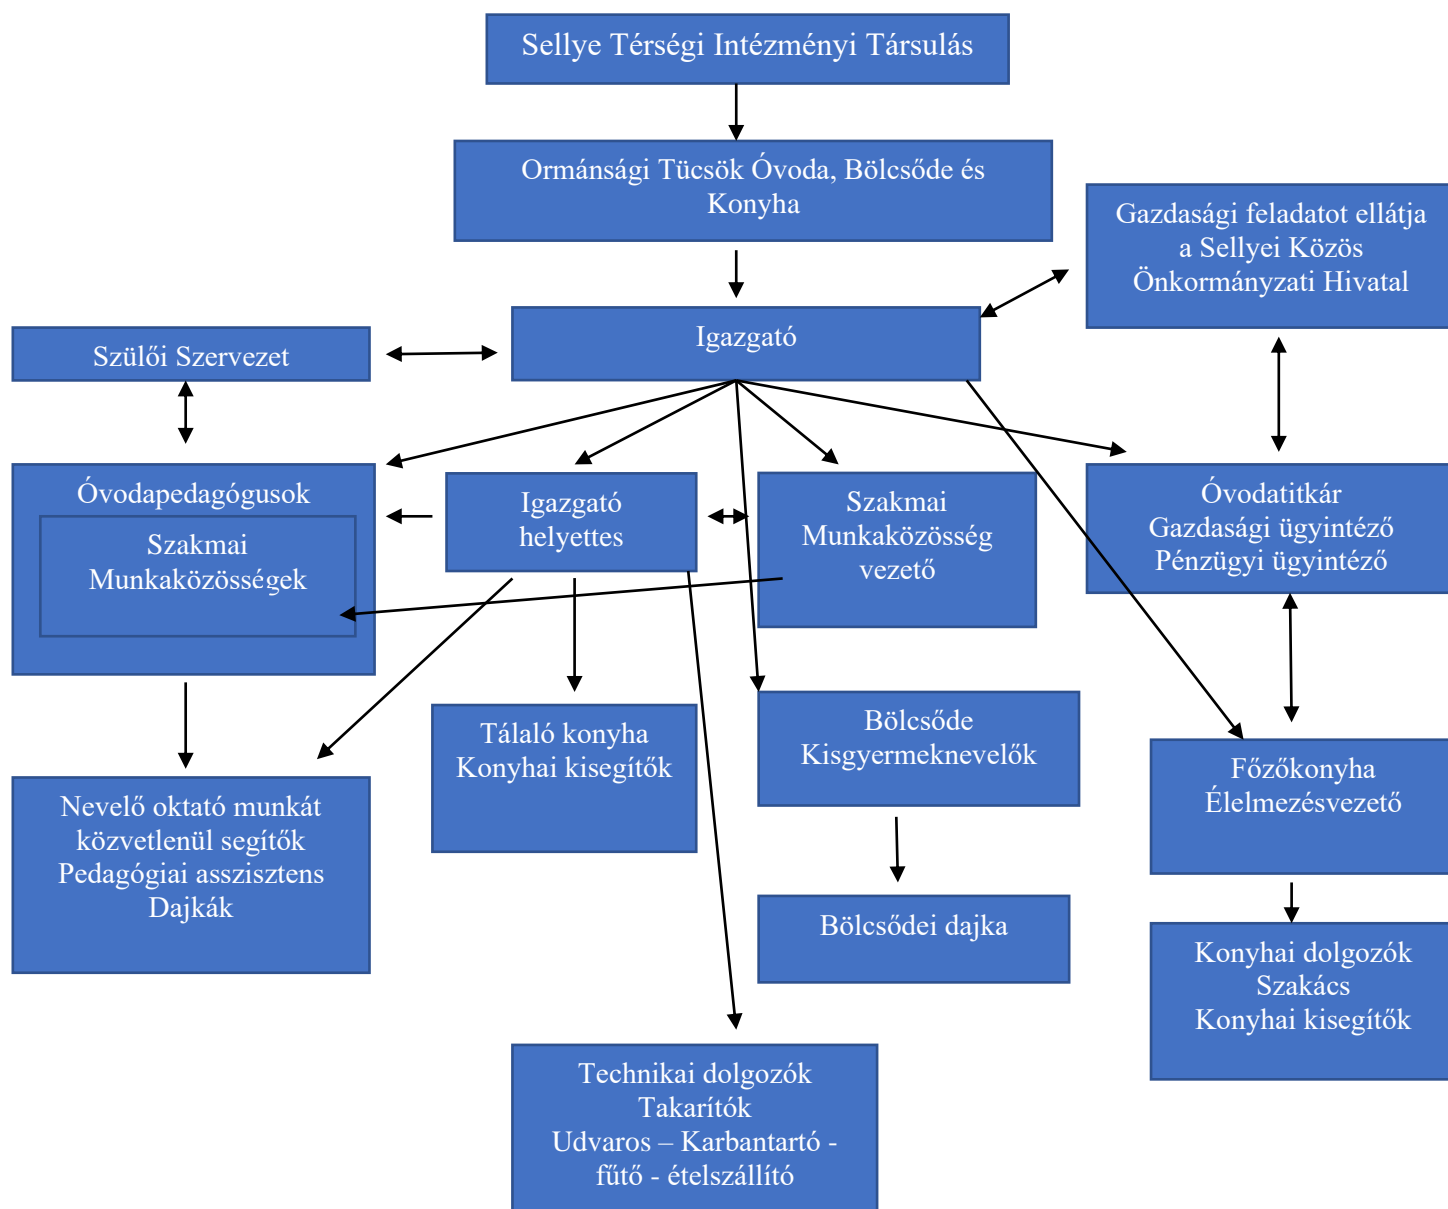 Sellye Térségi Intézményi Társulás
Ormánsági Tücsök Óvoda, Bölcsőde és
Konyha
Gazdasági feladatot ellátja
a Sellyei Közös
Önkormányzati Hivatal
Szülői Szervezet
Igazgató
Óvodapedagógusok
Szakmai
Munkaközösségek
Igazgató
helyettes
Szakmai
Munkaközösség
vezető
Óvodatitkár
Gazdasági ügyintéző
Pénzügyi ügyintéző
Nevelő oktató munkát
közvetlenül segítők
Pedagógiai asszisztens
Dajkák
Tálaló konyha
Konyhai kisegítők
Bölcsőde
Kisgyermeknevelők
Főzőkonyha
Élelmezésvezető
Bölcsődei dajka
Konyhai dolgozók
Szakács
Konyhai kisegítők
Technikai dolgozók
Takarítók
Udvaros – Karbantartó -
fűtő - ételszállító